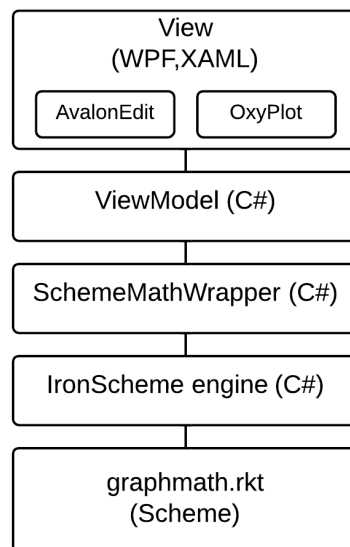 View
(WPF,XAML)
AvalonEdit
OxyPlot
ViewModel (C#)
SchemeMathWrapper (C#)
IronScheme engine (C#)
graphmath.rkt
(Scheme)